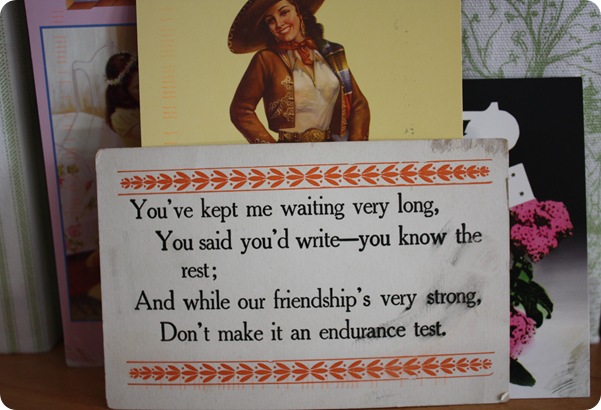 You've kept me waiting very long,
You said you'd write—you know the
rest;
And while our friendship's very strong,
Don't make it an endurance test.